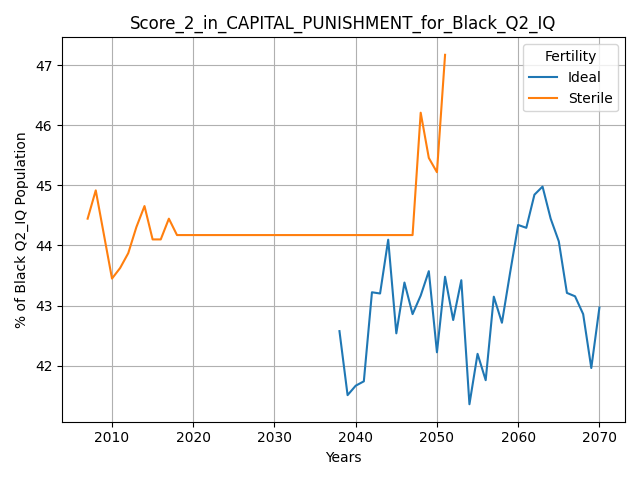 Score_2_in_CAPITAL_PUNISHMENT_for_Black_Q2_IQ
Fertility
Ideal
Sterile
% of Black Q2_IQ Population
47
46
45
44
43
42
2010 2020 2030 2040 2050 2060 2070
Years